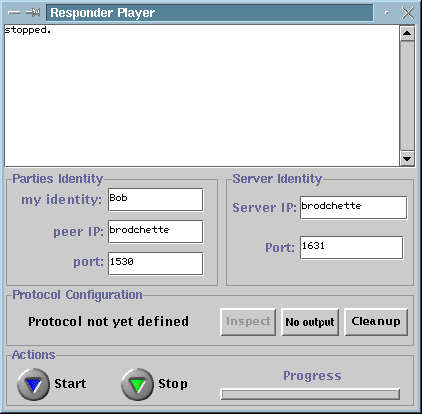 Responder Player
stopped.
Parties Identity
my identity: Bob
peer IP: brodchette
port: 1530
Server Identity
Server IP: brodchette
Port: 1631
Protocol Configuration
Protocol not yet defined
Inspect
No output
Cleanup
Actions
Start
Stop
Progress